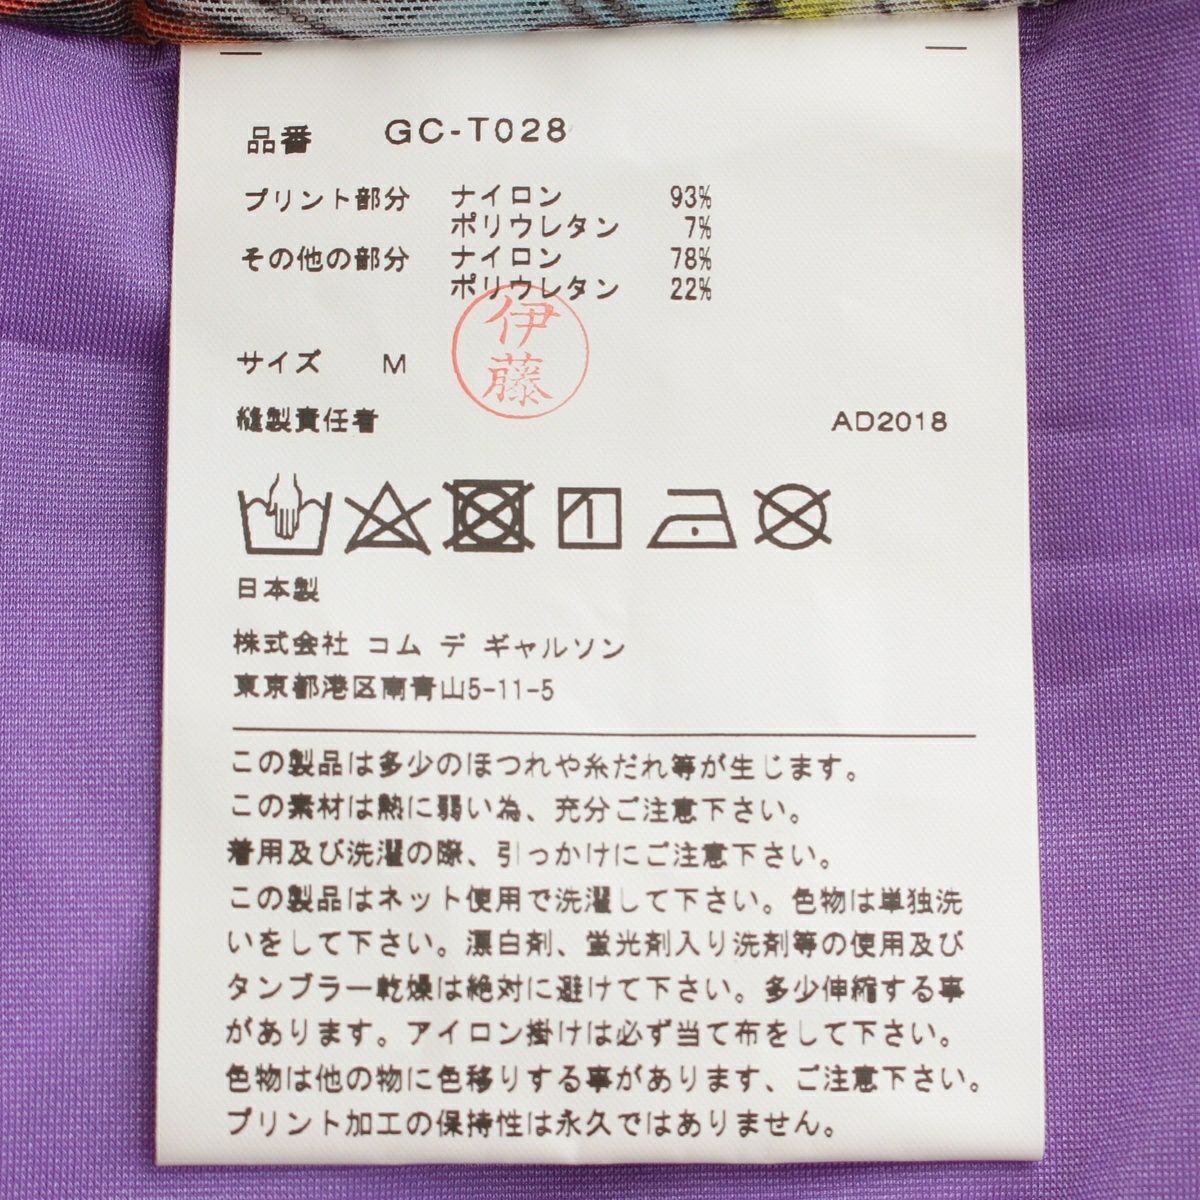 品番 GC-T028
プリント部分 ナイロン 93%
ポリウレタン 7%
その他の部分 ナイロン 78%
ポリウレタン 22%
伊藤
サイズ M
縫製責任者 AD2018
日本製
株式会社 コム デ ギャルソン
東京都港区南青山5-11-5
この製品は多少のほつれや糸だれ等が生じます。
この素材は熱に弱い為、充分ご注意下さい。
着用及び洗濯の際、引っかけにご注意下さい。
この製品はネット使用で洗濯して下さい。色物は単独洗
いをして下さい。漂白剤、蛍光剤入り洗剤等の使用及び
タンブラー乾燥は絶対に避けて下さい。多少伸縮する事
があります。アイロン掛けは必ず当て布をして下さい。
色物は他の物に色移りする事があります、ご注意下さい。
プリント加工の保持性は永久ではありません。